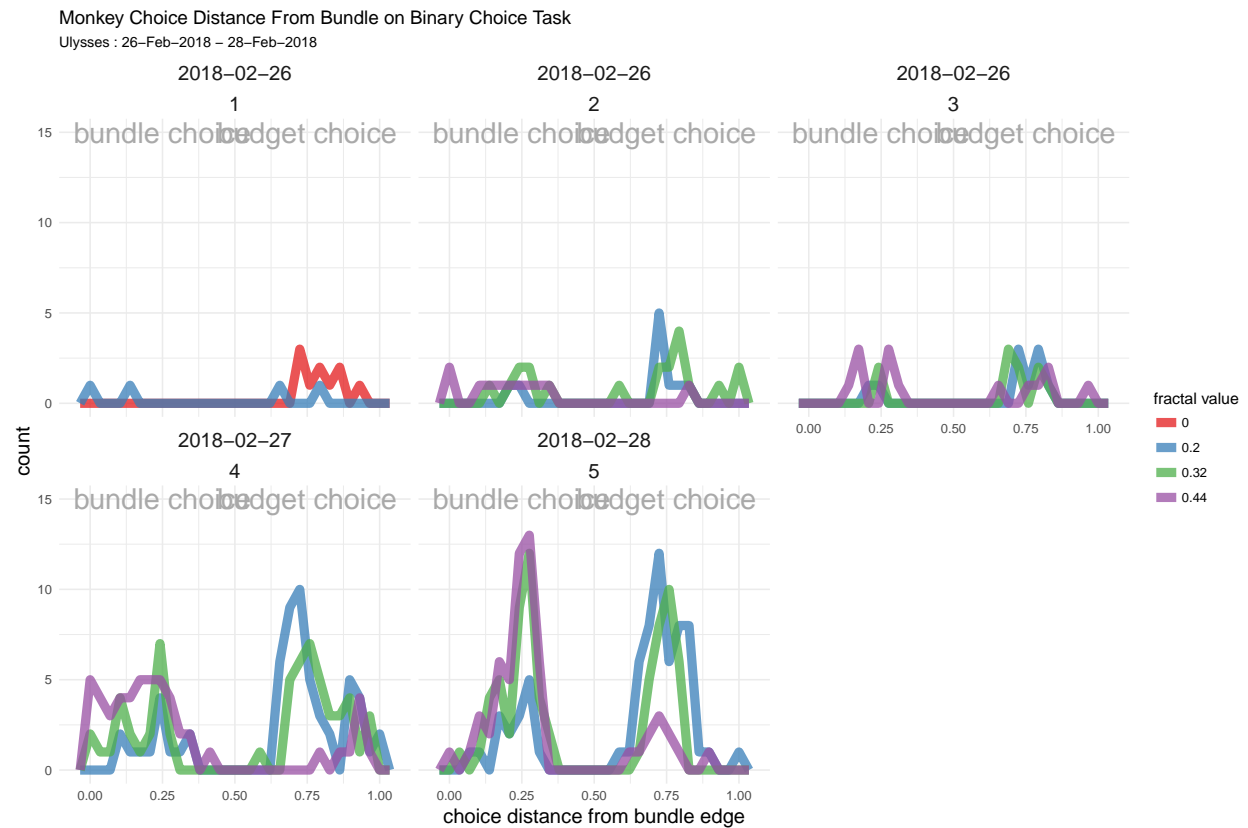 Monkey Choice Distance From Bundle on Binary Choice Task
Ulysses : 26–Feb–2018 – 28–Feb–2018
2018–02–26 2018–02–26 2018–02–26
1 2 3
bundle choice budget choice bundle choice budget choice bundle choice budget choice
15
10
5
0
0.00 0.25 0.50 0.75 1.00
2018–02–27 2018–02–28
4 5
bundle choice budget choice bundle choice budget choice
15
10
5
0
0.00 0.25 0.50 0.75 1.00 0.00 0.25 0.50 0.75 1.00
choice distance from bundle edge
count
fractal value
0
0.2
0.32
0.44